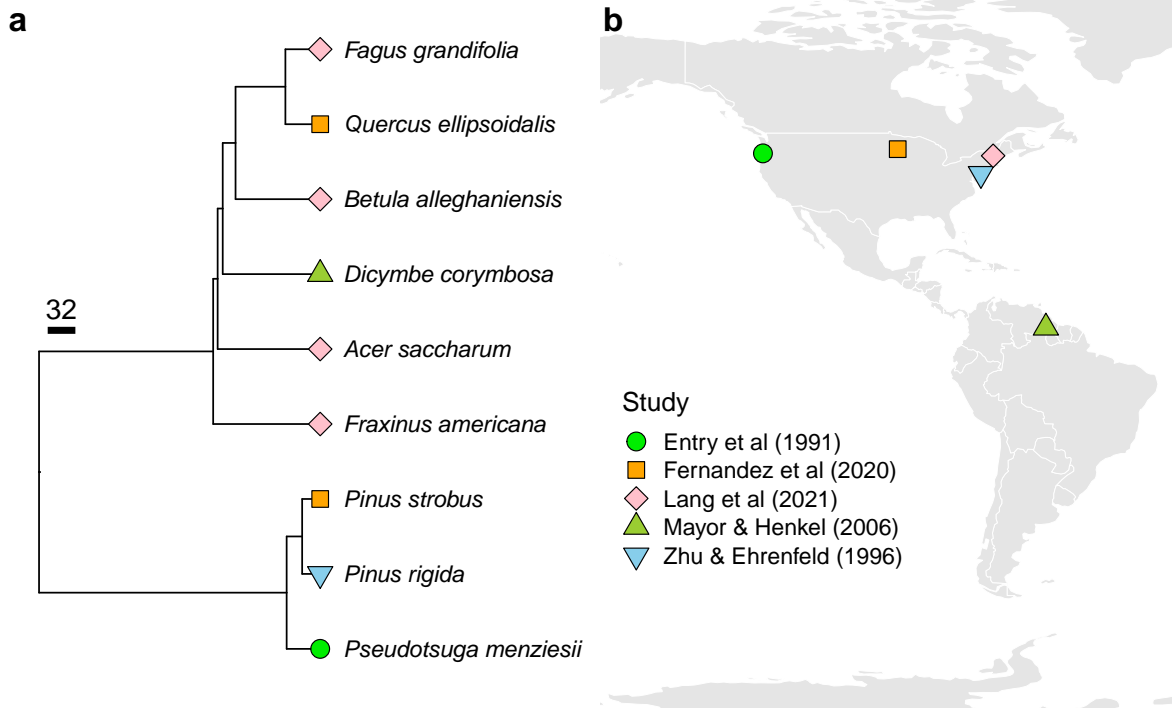 a
Fagus grandifolia
Quercus ellipsoidalis
Betula alleghaniensis
Dicymbe corymbosa
32
Acer saccharum
Fraxinus americana
Pinus strobus
Pinus rigida
Pseudotsuga menziesii
b
Study
Entry et al (1991)
Fernandez et al (2020)
Lang et al (2021)
Mayor & Henkel (2006)
Zhu & Ehrenfeld (1996)